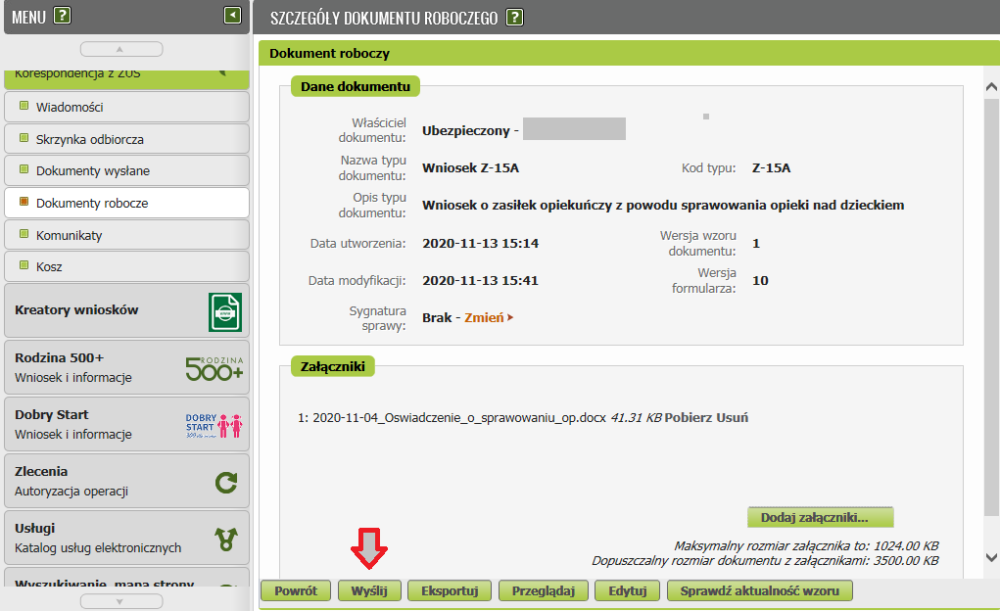 MENU ?
SZCZEGÓŁY DOKUMENTU ROBOCZEGO ?
Korespondencja z ZUS
Wiadomości
Skrzynka odbiorcza
Dokumenty wysłane
Dokumenty robocze
Komunikaty
Kosz
Kreatory wniosków
Rodzina 500+
Wniosek i informacje
RODZINA
500+
Dobry Start
Wniosek i informacje
DOBRY
START
Zlecenia
Autoryzacja operacji
Usługi
Katalog usług elektronicznych
Wyszukiwanie, mapa strony
Dokument roboczy
Dane dokumentu
Właściciel
dokumentu:
Ubezpieczony -
Nazwa typu
dokumentu:
Wniosek Z-15A
Kod typu: Z-15A
Opis typu
dokumentu:
Wniosek o zasiłek opiekuńczy z powodu sprawowania opieki nad dzieckiem
Data utworzenia: 2020-11-13 15:14
Wersja wzoru
dokumentu:
1
Data modyfikacji: 2020-11-13 15:41
Wersja
formularza:
10
Sygnatura
sprawy:
Brak - Zmień
Załączniki
1: 2020-11-04_Oswiadczenie_o_sprawowaniu_op.docx 41.31 KB Pobierz Usuń
Dodaj załączniki...
Maksymalny rozmiar załącznika to: 1024.00 KB
Dopuszczalny rozmiar dokumentu z załącznikami: 3500.00 KB
Powrót Wyślij Eksportuj Przeglądaj Edytuj Sprawdź aktualność wzoru